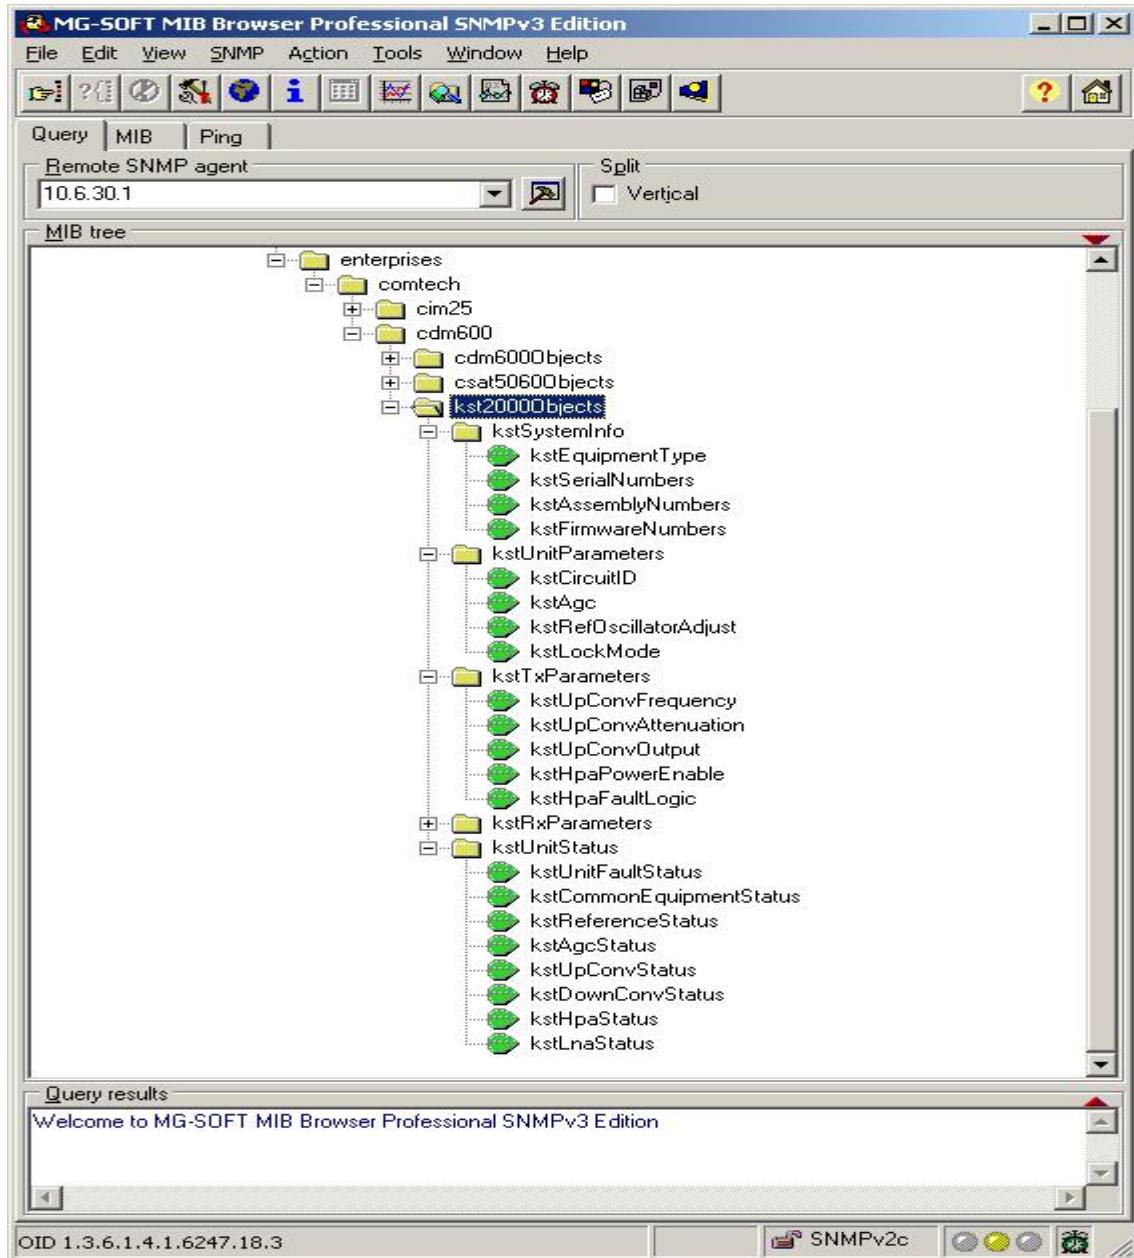 MG-SOFT MIB Browser Professional SNMPv3 Edition
File Edit View SNMP Action Tools Window Help
Query MIB Ping
Remote SNMP agent Split
10.6.30.1 Vertical
MIB tree
enterprises
comtech
cim25
cdm600
cdm600Objects
csat5060Objects
kst2000Objects
kstSystemInfo
kstEquipmentType
kstSerialNumbers
kstAssemblyNumbers
kstFirmwareNumbers
kstUnitParameters
kstCircuitID
kstAgc
kstRefOscillatorAdjust
kstLockMode
kstTxParameters
kstUpConvFrequency
kstUpConvAttenuation
kstUpConvOutput
kstHpaPowerEnable
kstHpaFaultLogic
kstRxParameters
kstUnitStatus
kstUnitFaultStatus
kstCommonEquipmentStatus
kstReferenceStatus
kstAgcStatus
kstUpConvStatus
kstDownConvStatus
kstHpaStatus
kstLnaStatus
Query results
Welcome to MG-SOFT MIB Browser Professional SNMPv3 Edition
OID 1.3.6.1.4.1.6247.18.3 SNMPv2c